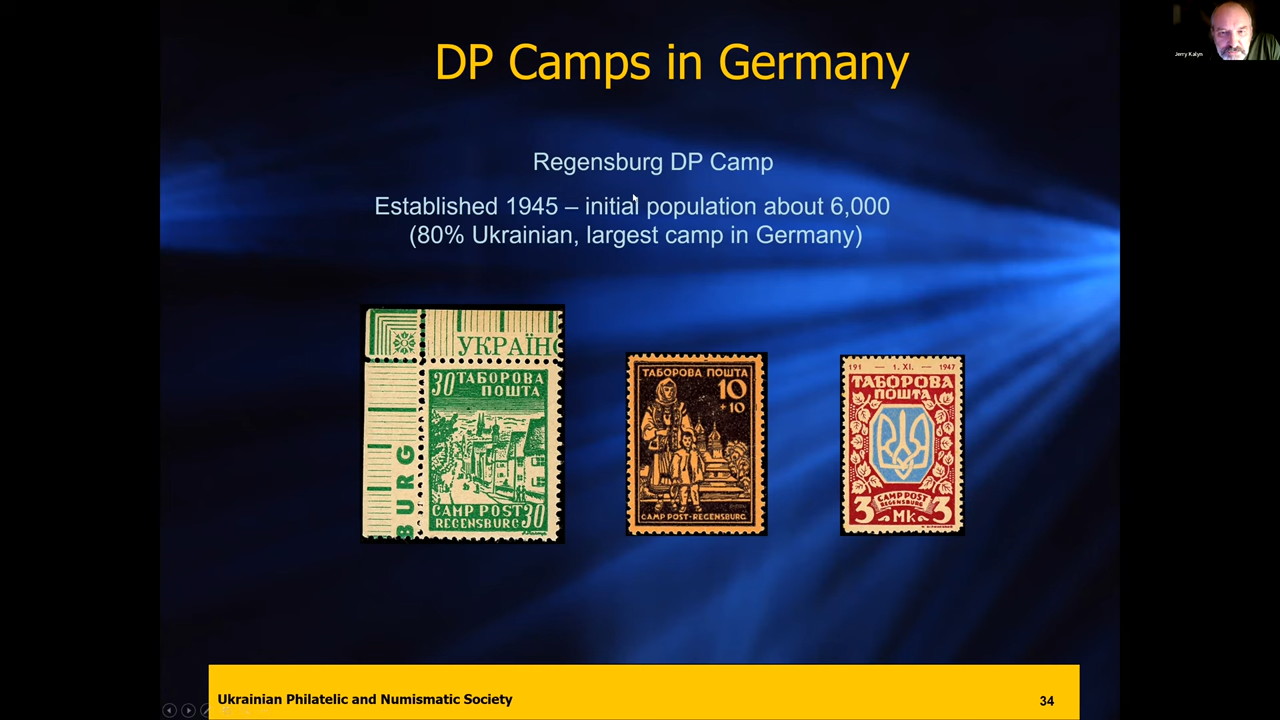 DP Camps in Germany
Jerry Kalyn
Regensburg DP Camp
Established 1945 – initial population about 6,000
(80% Ukrainian, largest camp in Germany)
УКРАЇН
BURG
30 ТАБОРОВА
ПОШТА
CAMP POST
REGENSBURG 30
ТАБОРОВА ПОШТА
10
+10
CAMP POST-REGENSBURG
191 — 1. XI. — 1947
ТАБОРОВА
ПОШТА
CAMP POST
REGENSBURG
3 Mk 3
Ukrainian Philatelic and Numismatic Society
34